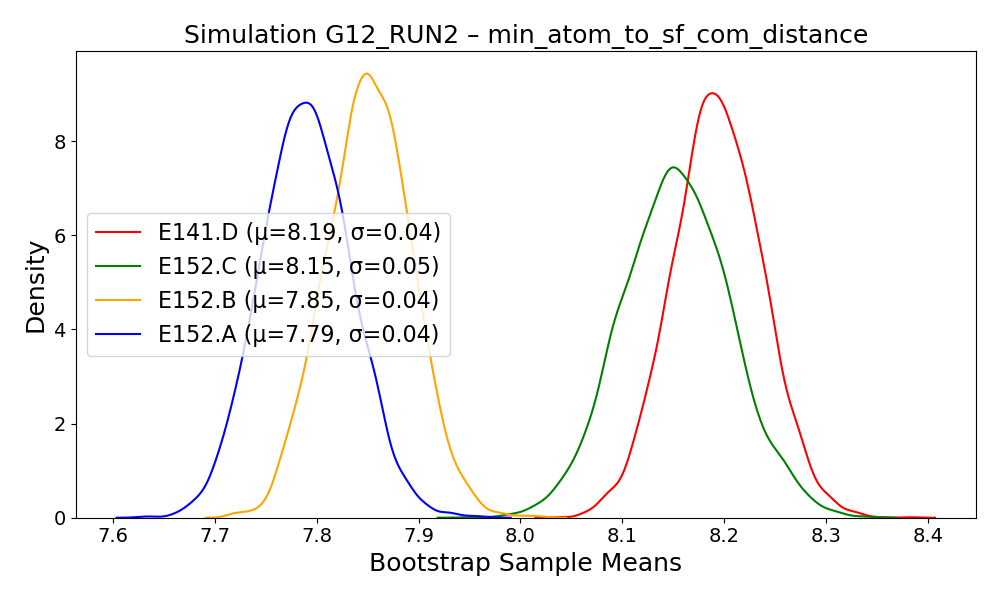 Simulation G12_RUN2 – min_atom_to_sf_com_distance
Density
8
6
4
2
0
E141.D (μ=8.19, σ=0.04)
E152.C (μ=8.15, σ=0.05)
E152.B (μ=7.85, σ=0.04)
E152.A (μ=7.79, σ=0.04)
7.6 7.7 7.8 7.9 8.0 8.1 8.2 8.3 8.4
Bootstrap Sample Means